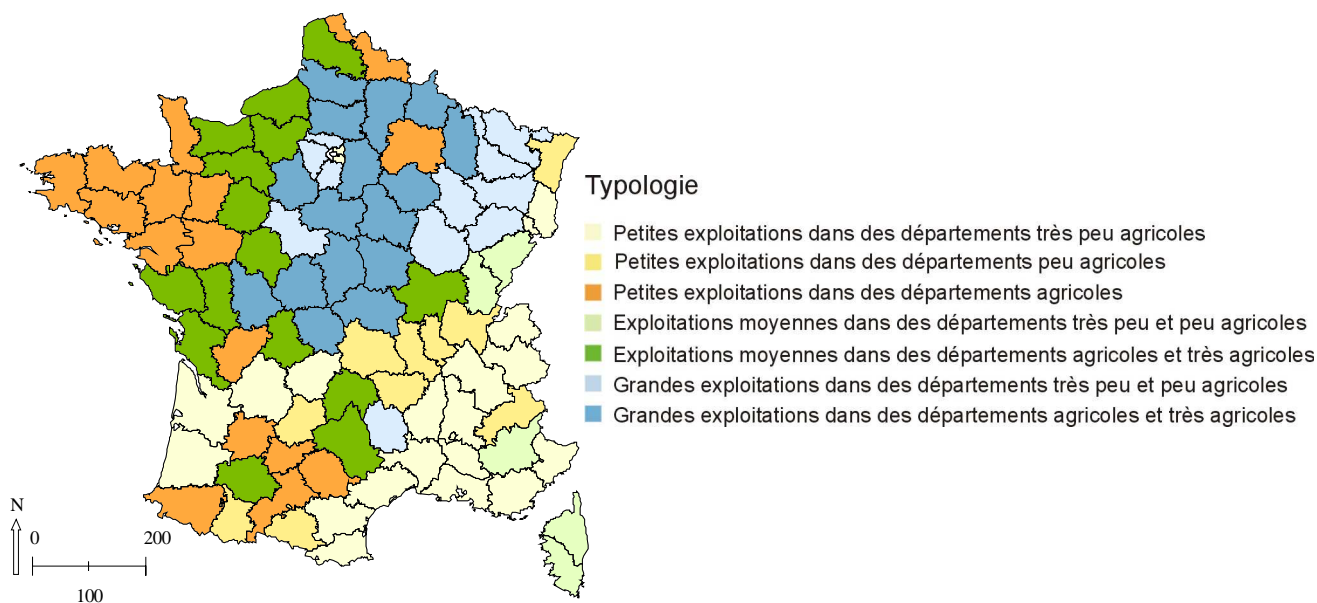 Typologie
Petites exploitations dans des départements très peu agricoles
Petites exploitations dans des départements peu agricoles
Petites exploitations dans des départements agricoles
Exploitations moyennes dans des départements très peu et peu agricoles
Exploitations moyennes dans des départements agricoles et très agricoles
Grandes exploitations dans des départements très peu et peu agricoles
Grandes exploitations dans des départements agricoles et très agricoles
N
0 200
100